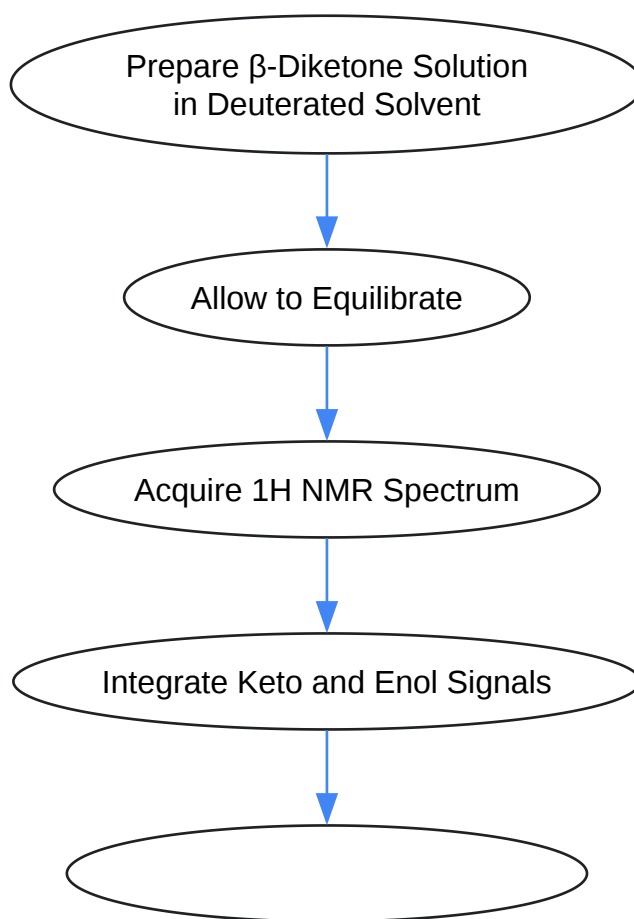 Prepare β-Diketone Solution
in Deuterated Solvent
Allow to Equilibrate
Acquire 1H NMR Spectrum
Integrate Keto and Enol Signals